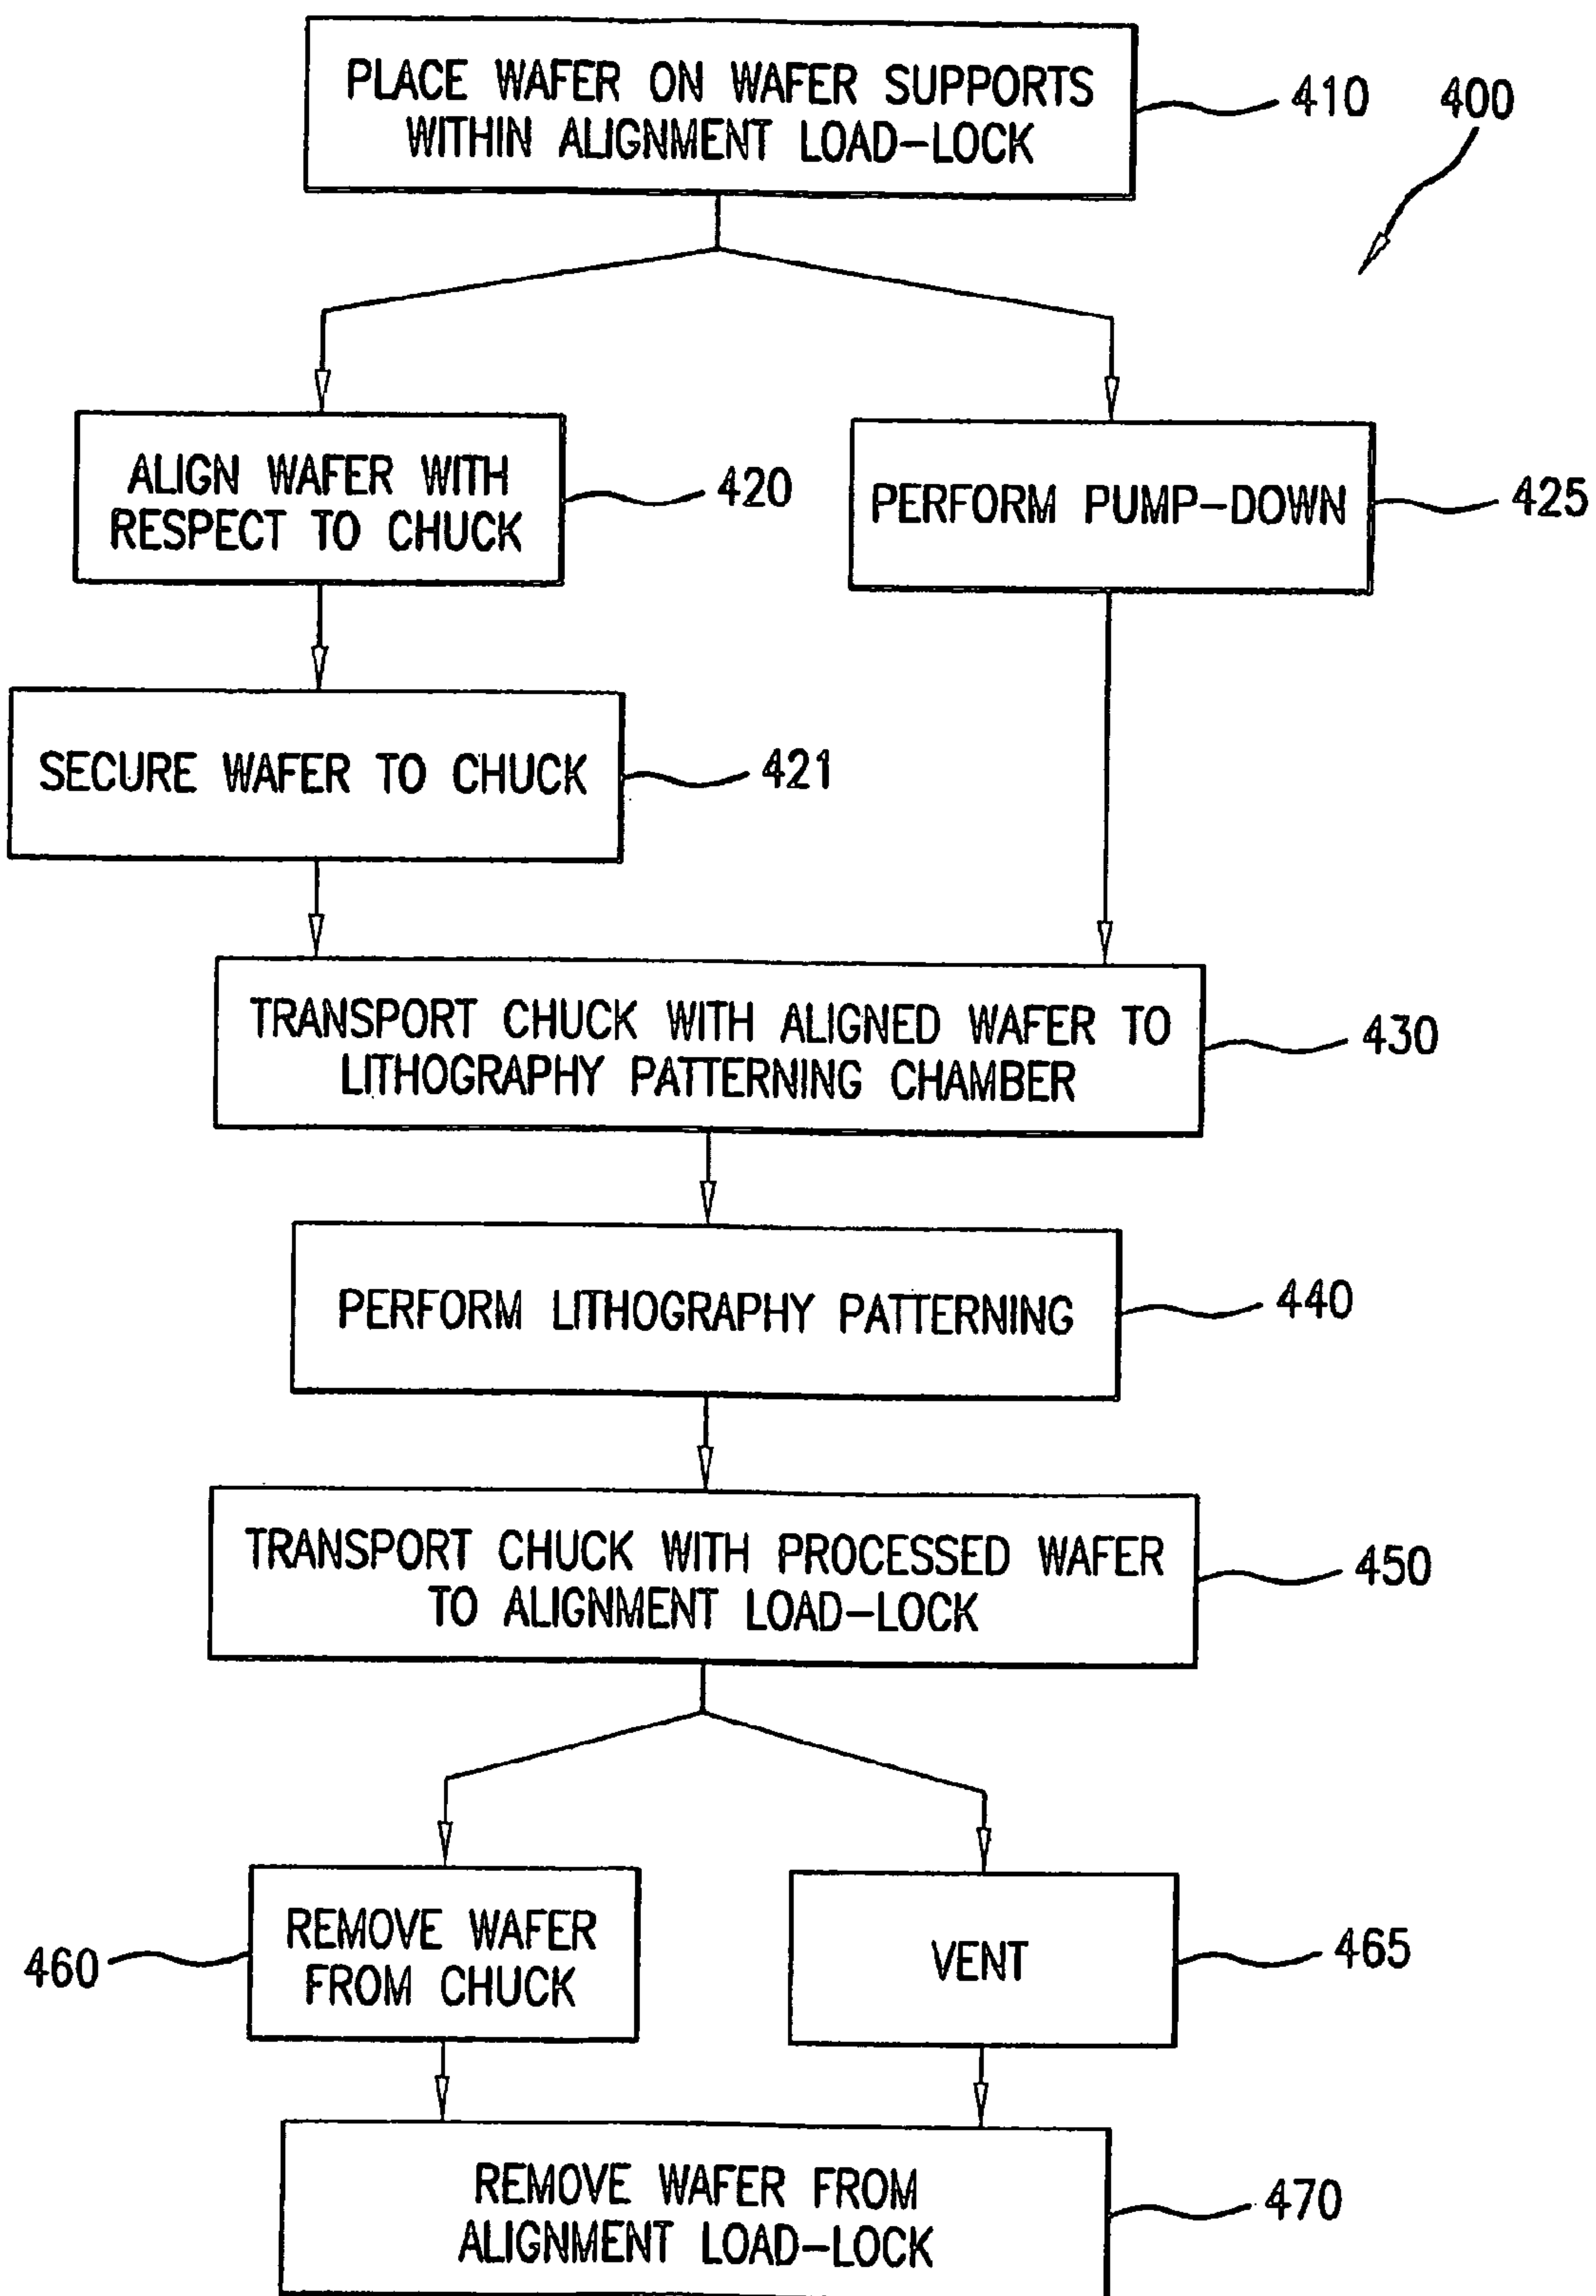 PLACE WAFER ON WAFER SUPPORTS
WITHIN ALIGNMENT LOAD-LOCK
410
400
ALIGN WAFER WITH
RESPECT TO CHUCK
420
PERFORM PUMP-DOWN
425
SECURE WAFER TO CHUCK
421
TRANSPORT CHUCK WITH ALIGNED WAFER TO
LITHOGRAPHY PATTERNING CHAMBER
430
PERFORM LITHOGRAPHY PATTERNING
440
TRANSPORT CHUCK WITH PROCESSED WAFER
TO ALIGNMENT LOAD-LOCK
450
460
REMOVE WAFER
FROM CHUCK
VENT
465
REMOVE WAFER FROM
ALIGNMENT LOAD-LOCK
470